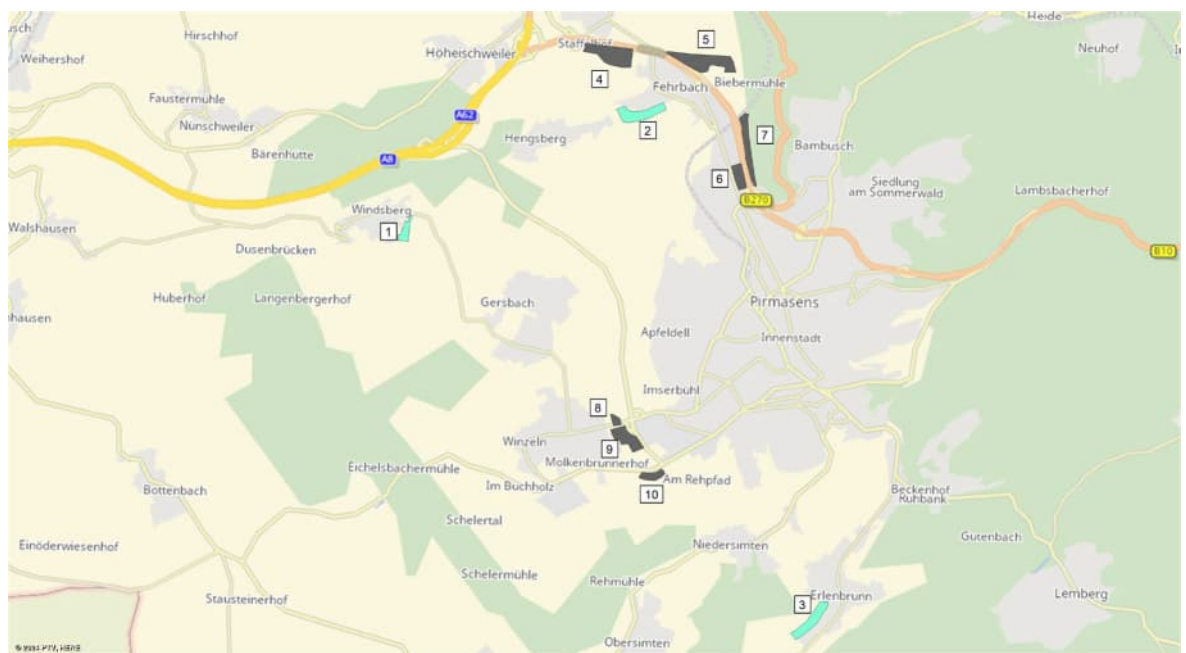 Heide
Hirschhof
Staffelhof
5
Neuhof
Weihershof
Höheischweiler
4
Fehrbach
Biebermühle
Faustermühle
A62
2
7
Nünschweiler
Hengsberg
Bambusch
Bärenhütte
A8
6
Siedlung
am Sommerwald
Lambsbacherhof
B270
Windsberg
1
Walshausen
Dusenbrücken
B10
Huberhof
Langenbergerhof
Gersbach
Pirmasens
hausen
Apfeldell
Innenstadt
Imserbühl
8
Winzeln
9
Molkenbrunnerhof
Eichelsbachermühle
Im Buchholz
10
Am Rehpfad
Bottenbach
Beckenhof
Ruhbank
Schelertal
Gutenbach
Einöderwiesenhof
Niedersimten
Schelermühle
Rehmühle
Stausteinerhof
3
Erlenbrunn
Lemberg
Obersimten